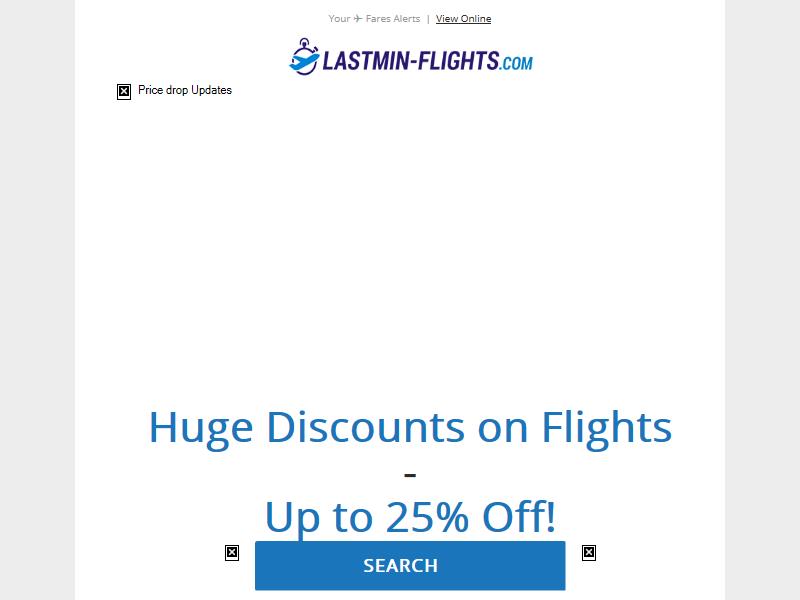 Your ✈ Fares Alerts | View Online
LASTMIN-FLIGHTS.COM
Price drop Updates
Huge Discounts on Flights
–
Up to 25% Off!
SEARCH